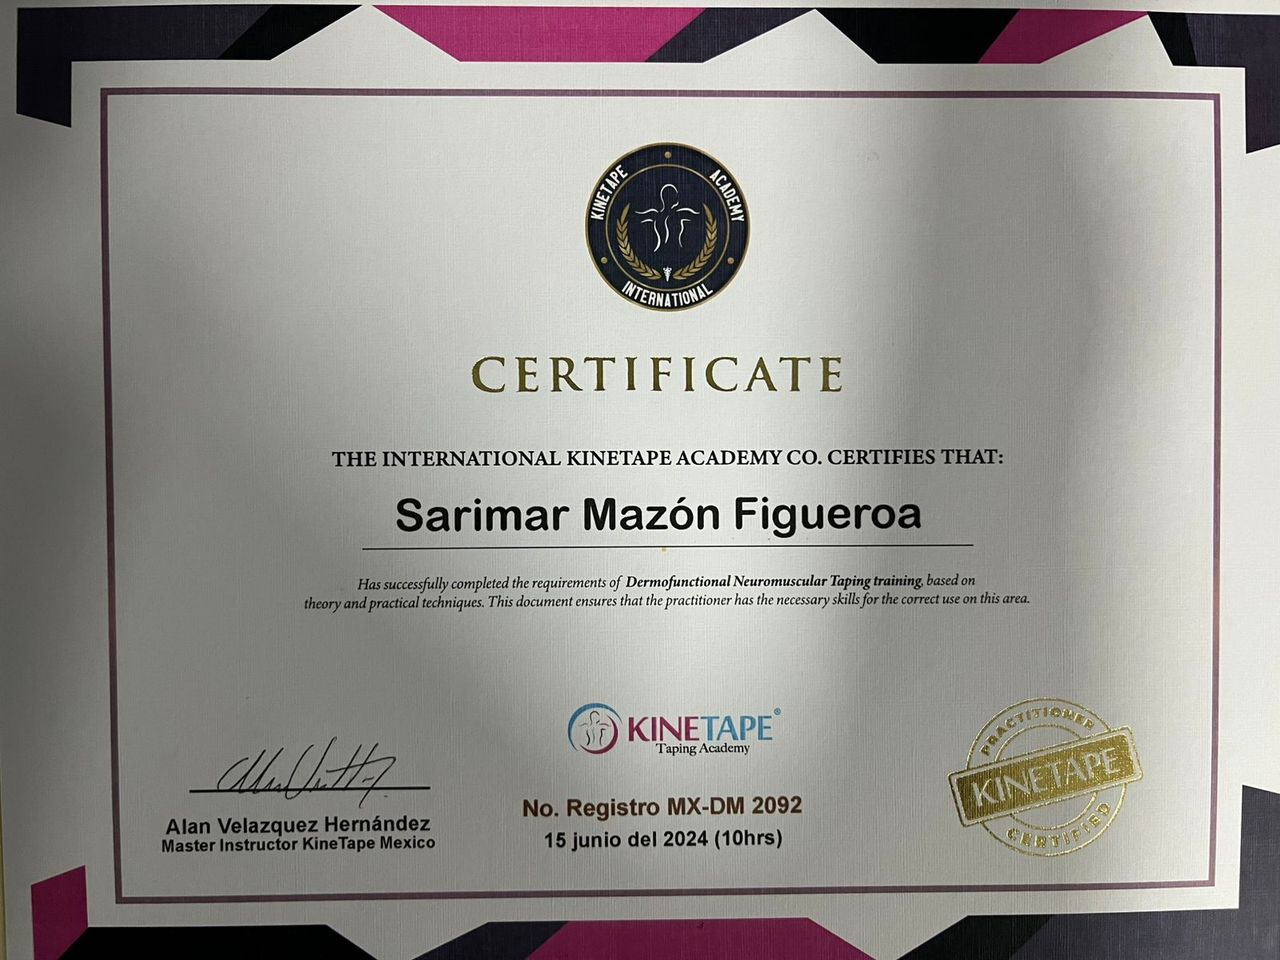 KINETAPE ACADEMY
INTERNATIONAL
CERTIFICATE
THE INTERNATIONAL KINETAPE ACADEMY CO. CERTIFIES THAT:
Sarimar Mazón Figueroa
Has successfully completed the requirements of Dermofunctional Neuromuscular Taping training, based on
theory and practical techniques. This document ensures that the practitioner has the necessary skills for the correct use on this area.
KINETAPE®
Taping Academy
PRACTITIONER
KINETAPE
CERTIFIED
Alan Velazquez Hernández
Master Instructor KineTape Mexico
No. Registro MX-DM 2092
15 junio del 2024 (10hrs)